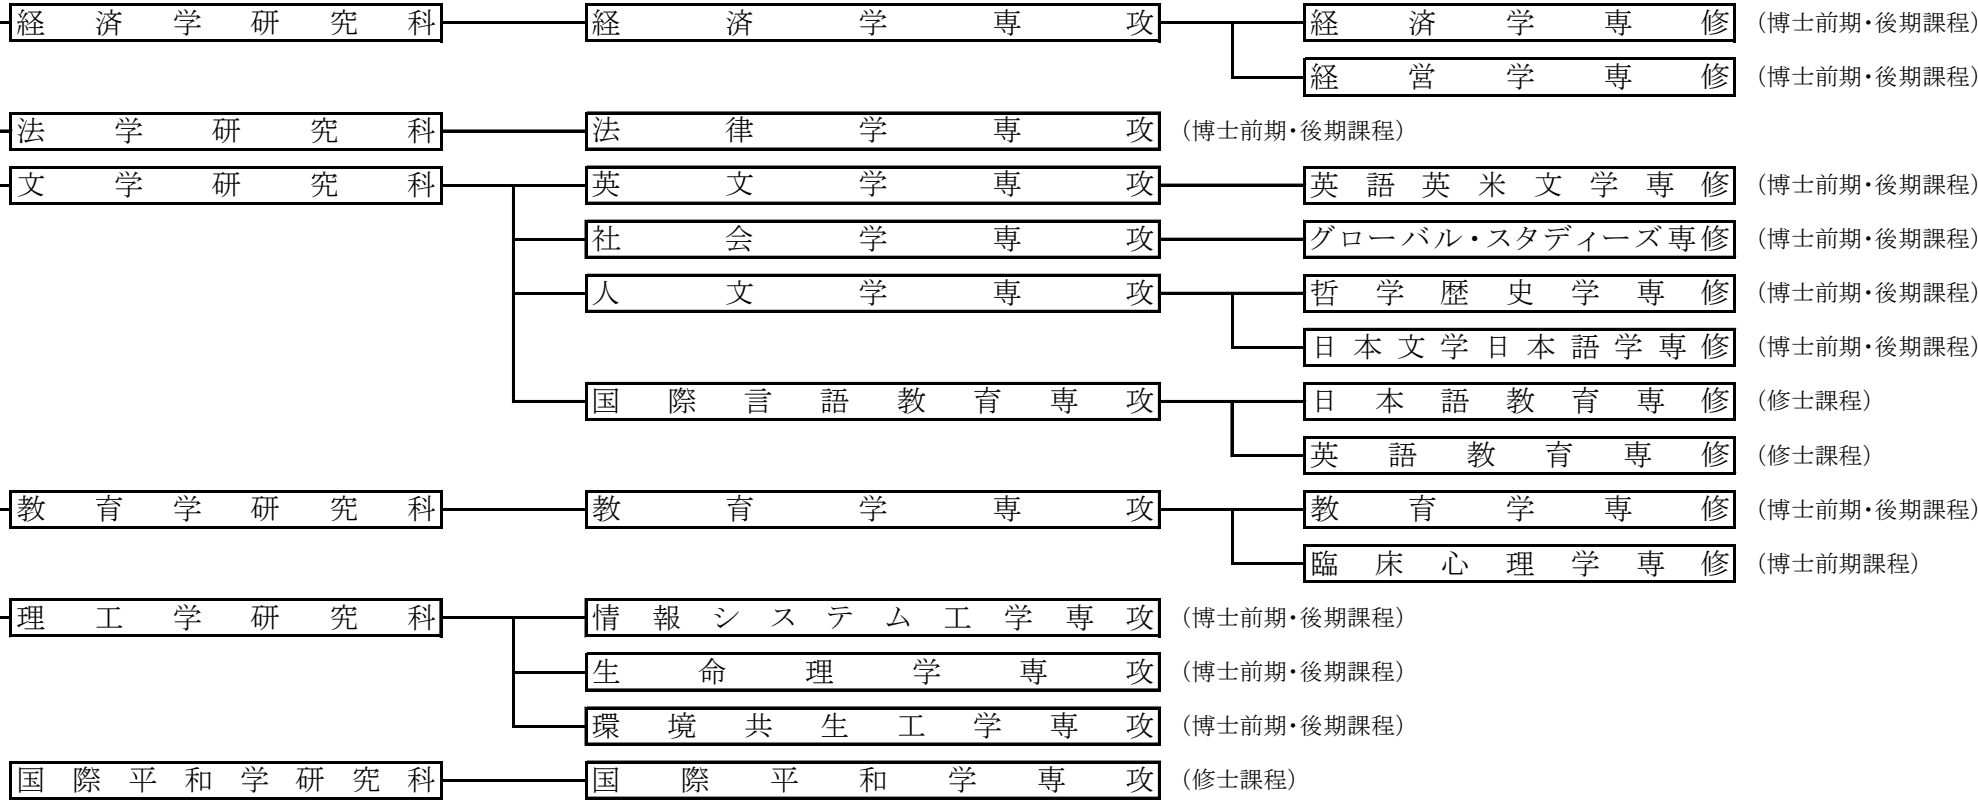 経済学研究科 経済学専攻 経済学専修 (博士前期・後期課程)
経営学専修 (博士前期・後期課程)
法学研究科 法律学専攻 (博士前期・後期課程)
文学研究科 英文学専攻 英語英米文学専修 (博士前期・後期課程)
社会学専攻 グローバル・スタディーズ専修 (博士前期・後期課程)
人文学専攻 哲学歴史学専修 (博士前期・後期課程)
日本文学日本語学専修 (博士前期・後期課程)
国際言語教育専攻 日本語教育専修 (修士課程)
英語教育専修 (修士課程)
教育学研究科 教育学専攻 教育学専修 (博士前期・後期課程)
臨床心理学専修 (博士前期課程)
理工学研究科 情報システム工学専攻 (博士前期・後期課程)
生命理学専攻 (博士前期・後期課程)
環境共生工学専攻 (博士前期・後期課程)
国際平和学研究科 国際平和学専攻 (修士課程)